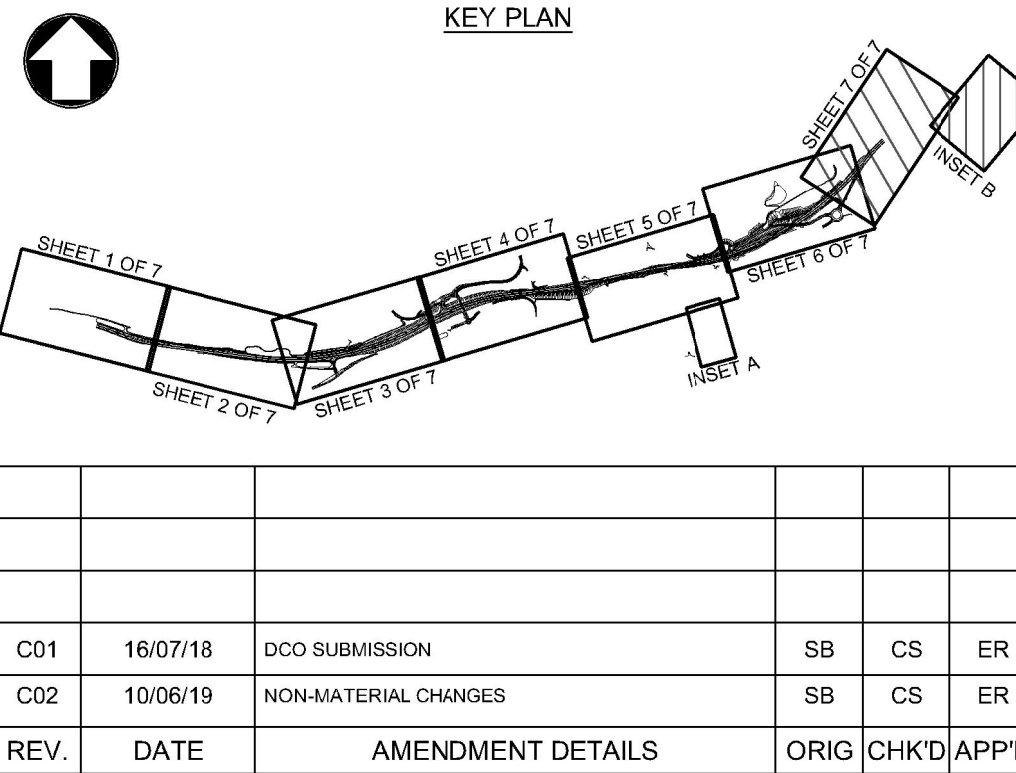 KEY PLAN
SHEET 1 OF 7
SHEET 2 OF 7
SHEET 3 OF 7
SHEET 4 OF 7
SHEET 5 OF 7
SHEET 6 OF 7
SHEET 7 OF 7
INSET A
INSET B
C01 16/07/18 DCO SUBMISSION SB CS ER
C02 10/06/19 NON-MATERIAL CHANGES SB CS ER
REV. DATE AMENDMENT DETAILS ORIG CHK'D APP'